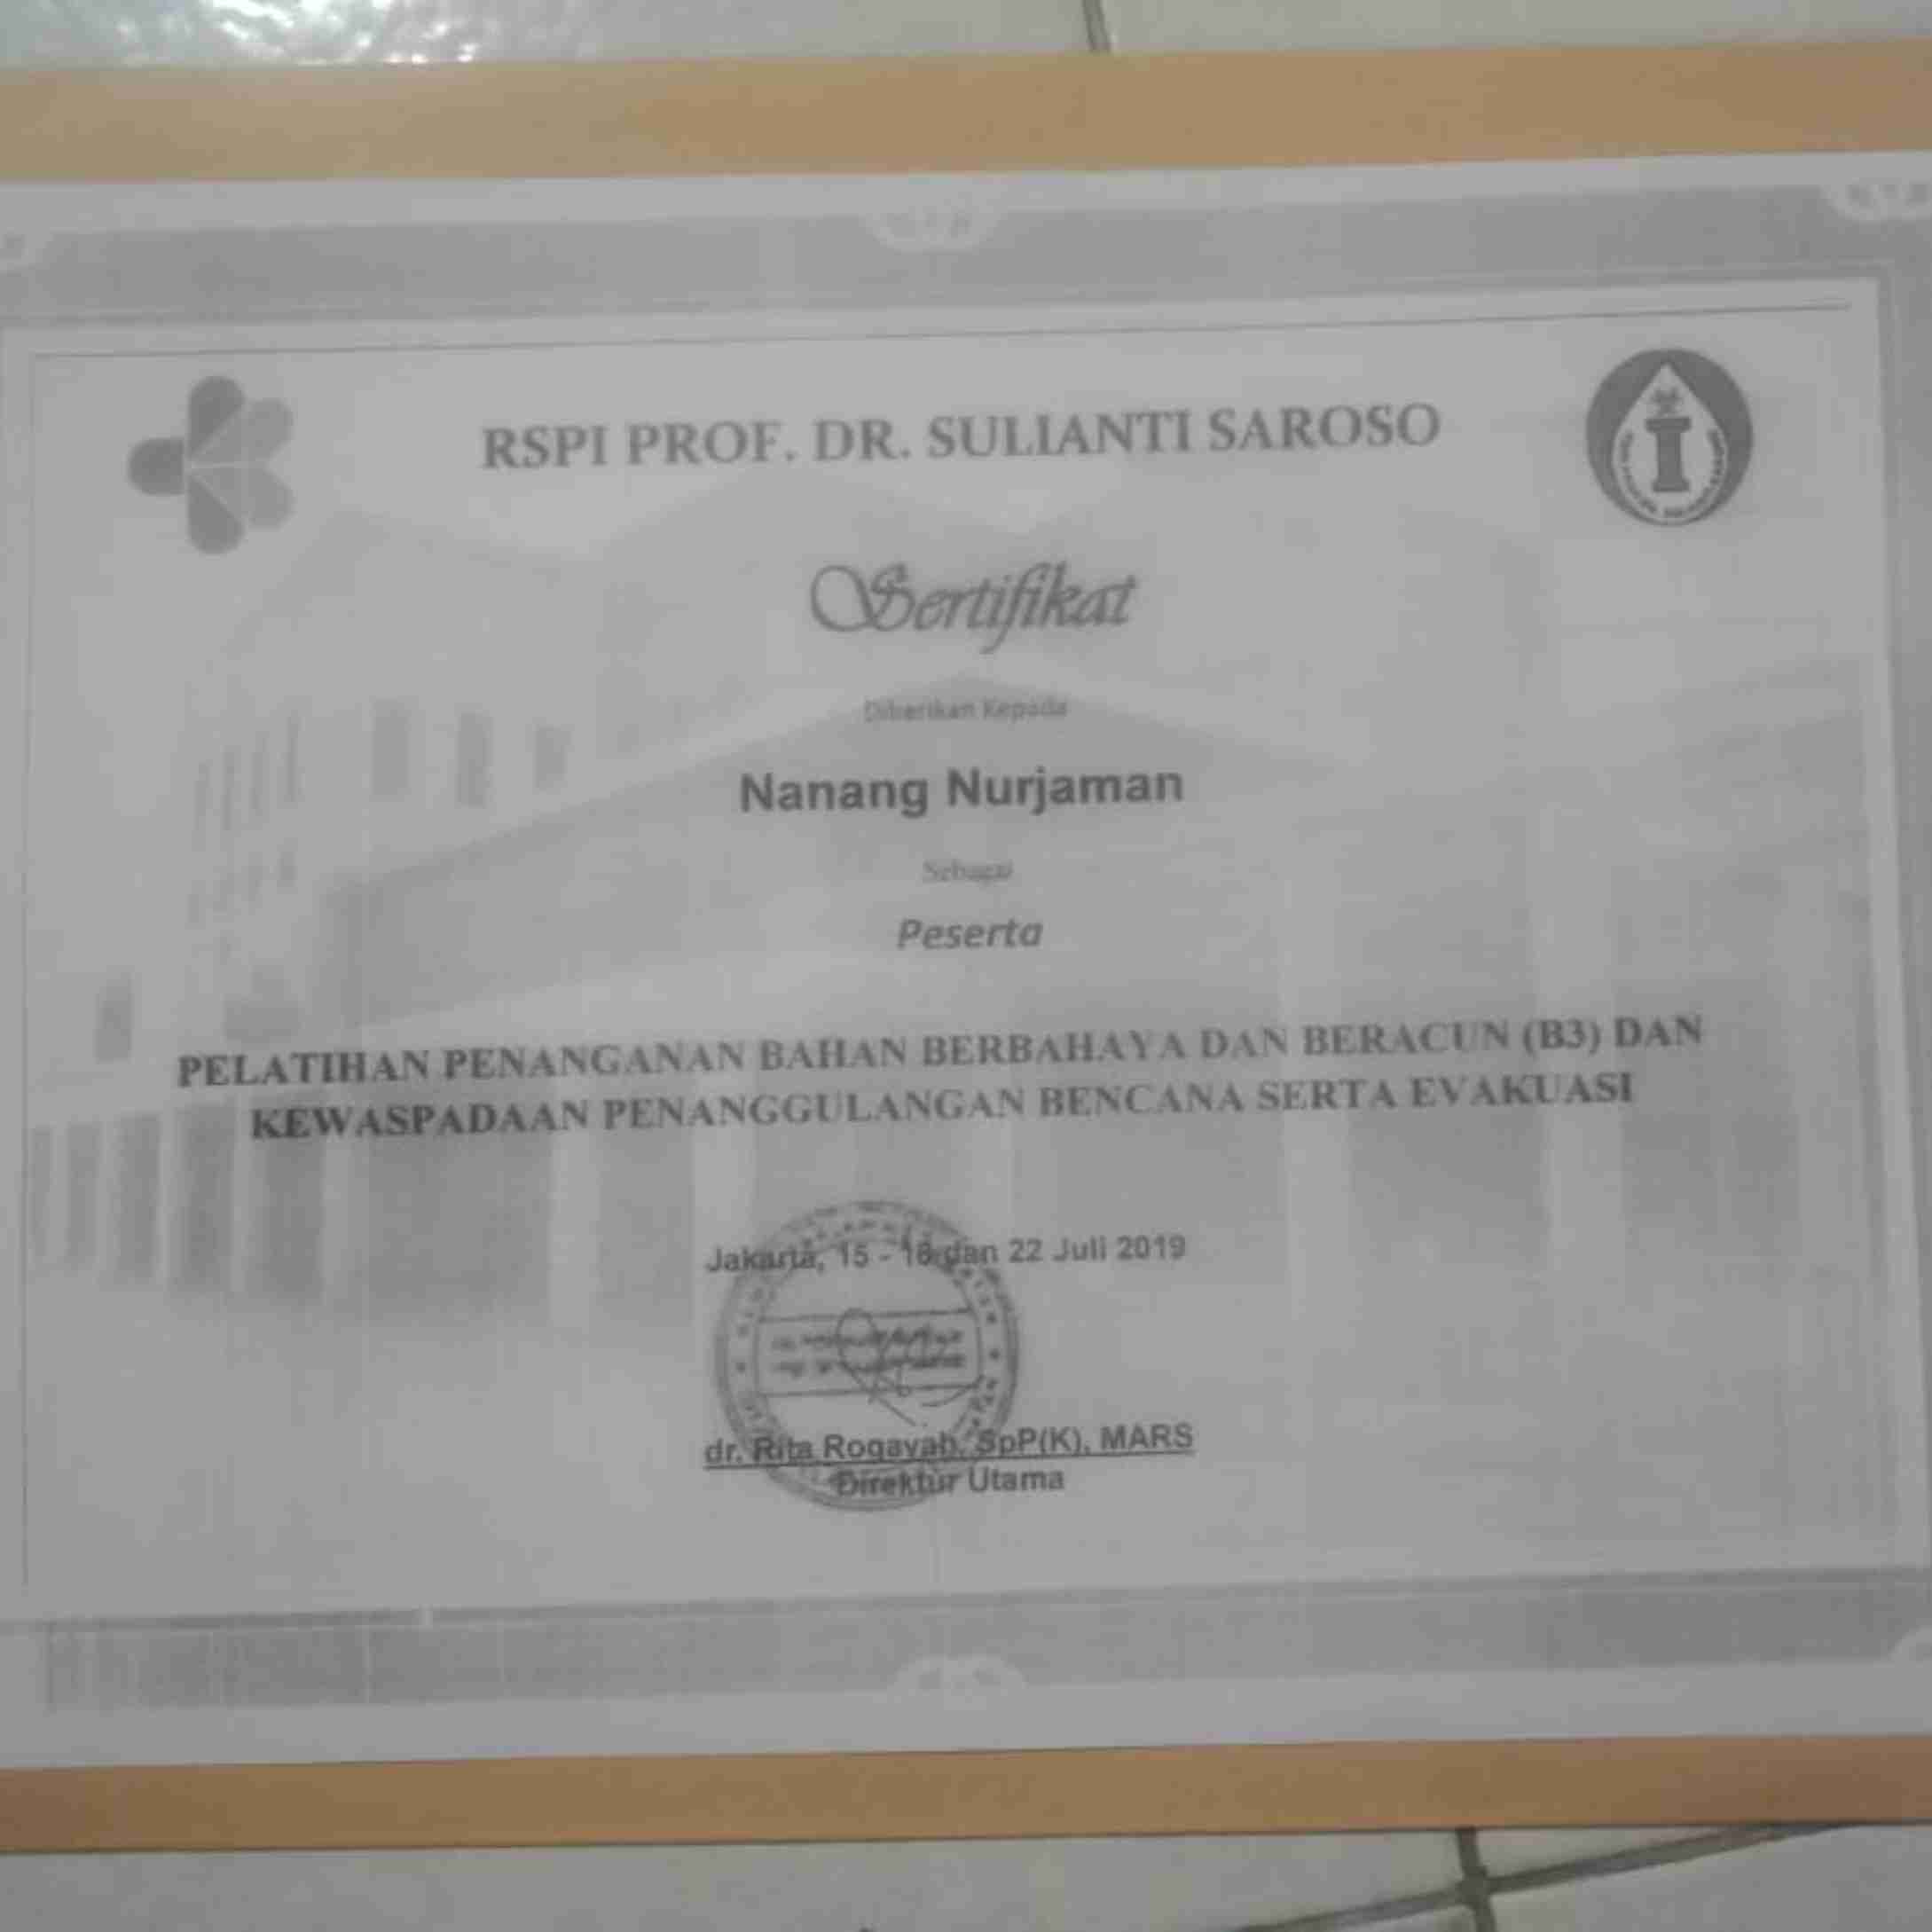 RSPI PROF. DR. SULIANTI SAROSO
Sertifikat
Diberikan Kepada
Nanang Nurjaman
Sebagai
Peserta
PELATIHAN PENANGANAN BAHAN BERBAHAYA DAN BERACUN (B3) DAN
KEWASPADAAN PENANGGULANGAN BENCANA SERTA EVAKUASI
Jakarta, 15 - dan 22 Juli 2019
dr. Rita Rogayah, SpP(K), MARS
Direktur Utama